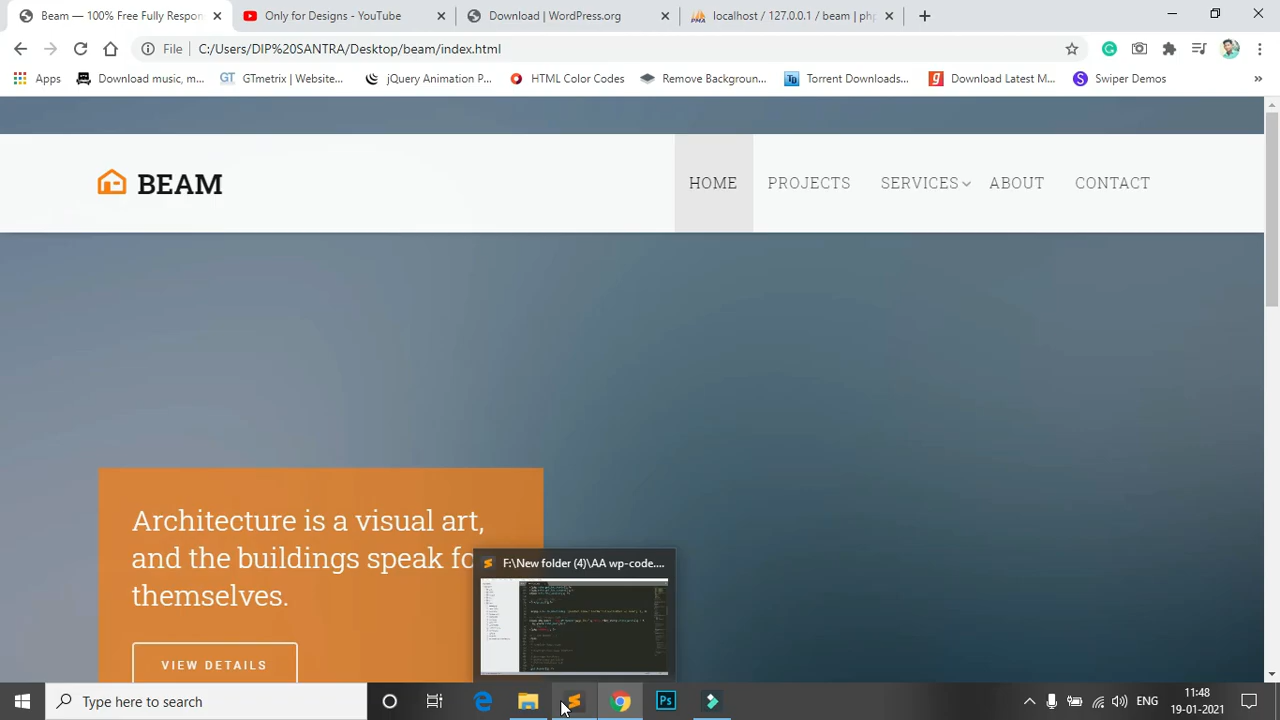 Beam — 100% Free Fully Respon
Only for Designs - YouTube
Download | WordPress.org
localhost / 127.0.0.1 / beam | php
File
C:/Users/DIP%20SANTRA/Desktop/beam/index.html
Apps
Download music, m...
GTmetrix | Website...
jQuery Animation P...
HTML Color Codes
Remove Backgroun...
Torrent Downloads...
Download Latest M...
Swiper Demos
BEAM
HOME
PROJECTS
SERVICES
ABOUT
CONTACT
Architecture is a visual art,
and the buildings speak fo
themselves.
VIEW DETAILS
F:\New folder (4)\AA wp-code....
Type here to search
Ps
ENG
11:48
19-01-2021